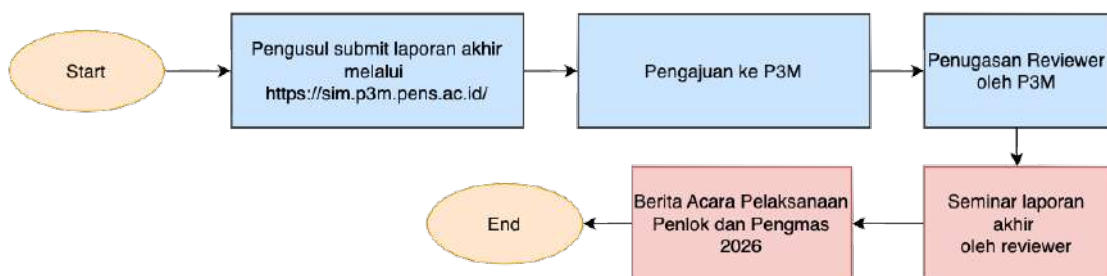 Start
Pengusul submit laporan akhir
melalui
https://sim.p3m.pens.ac.id/
Pengajuan ke P3M
Penugasan Reviewer
oleh P3M
Seminar laporan
akhir
oleh reviewer
Berita Acara Pelaksanaan
Penlok dan Pengmas
2026
End